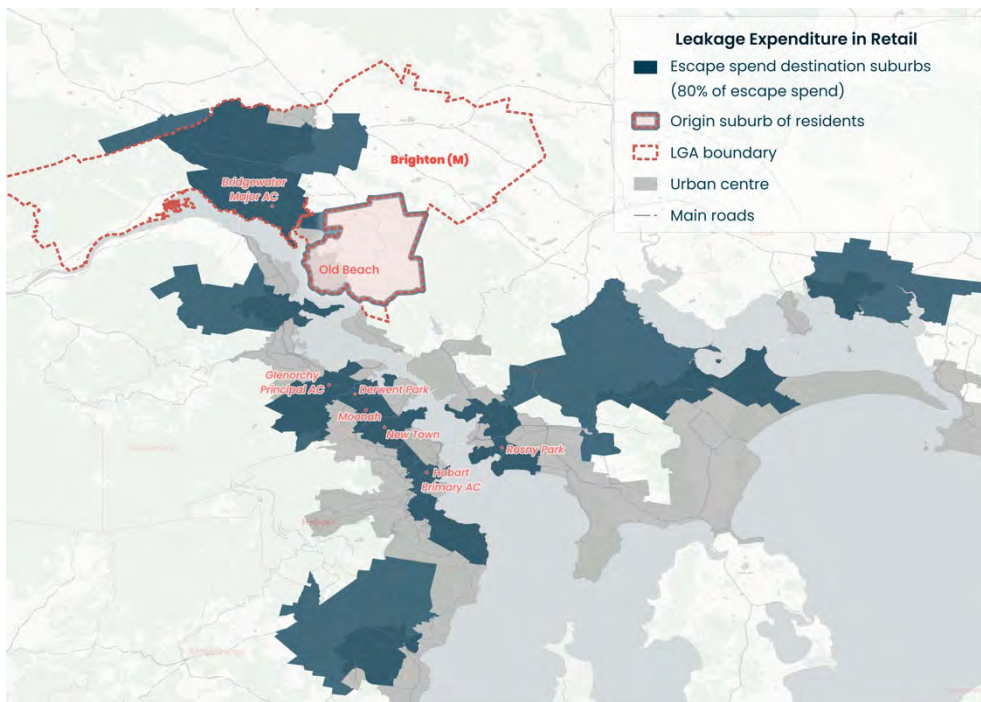 Leakage Expenditure in Retail
Escape spend destination suburbs
(80% of escape spend)
Origin suburb of residents
LGA boundary
Urban centre
Main roads
Brighton (M)
Bridgewater
Major AC
Old Beach
Glenorchy
Principal AC
Derwent Park
Moonah
New Town
Rosny Park
Hobart
Primary AC